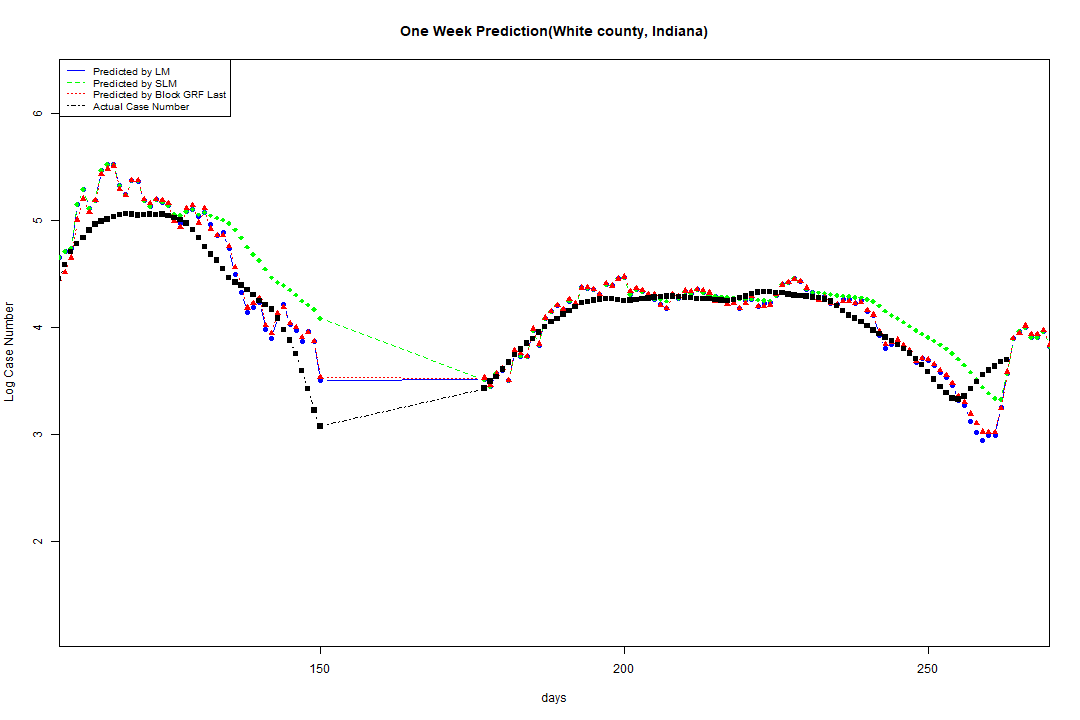 One Week Prediction(White county, Indiana)
Predicted by LM
Predicted by SLM
Predicted by Block GRF Last
Actual Case Number
6
5
4
3
2
Log Case Number
150
200
250
days